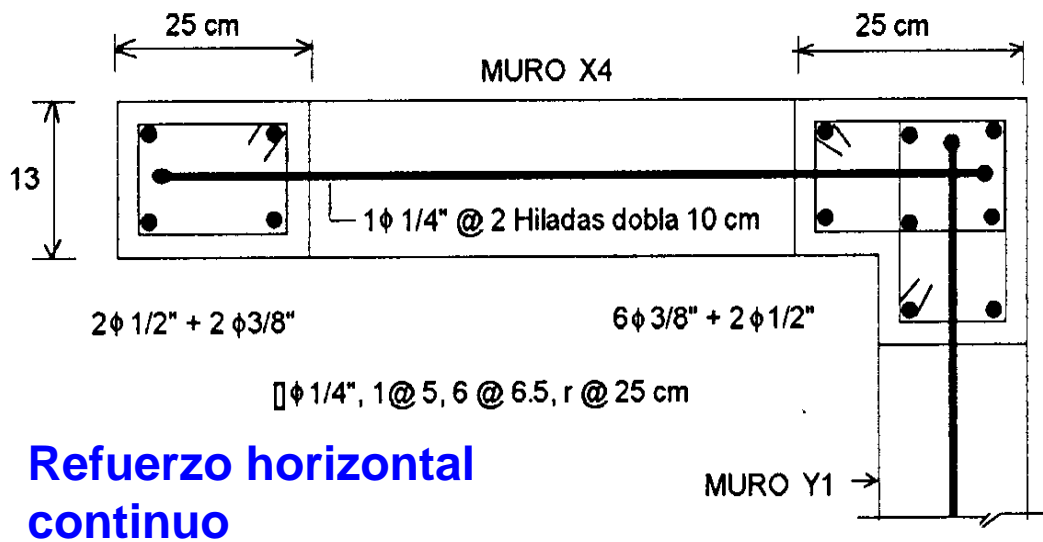 25 cm
25 cm
MURO X4
13
1ϕ 1/4" @ 2 Hiladas dobla 10 cm
2ϕ 1/2" + 2 ϕ3/8"
6ϕ 3/8" + 2 ϕ 1/2"
▯ϕ 1/4", 1@ 5, 6 @ 6.5, r @ 25 cm
Refuerzo horizontal
continuo
MURO Y1